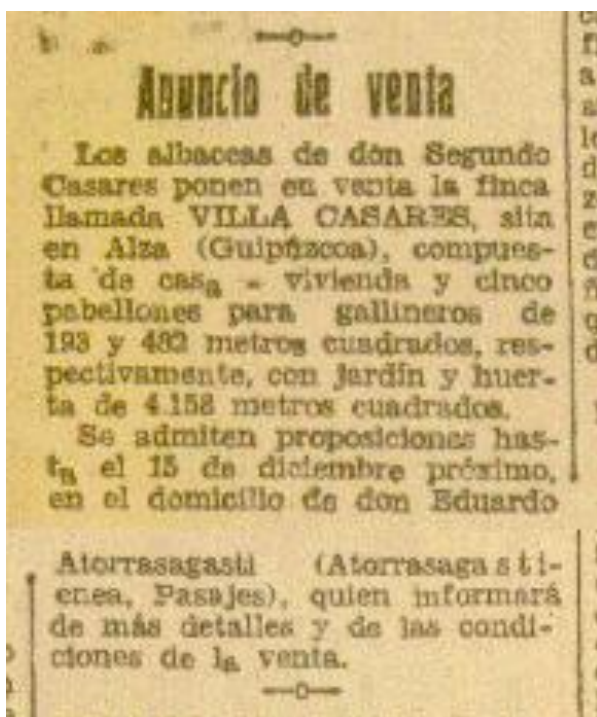 Anuncio de venta
Los albaceas de don Segundo
Casares ponen en venta la finca
llamada VILLA CASARES, sita
en Alza (Guipúzcoa), compues-
ta de casa - vivienda y cinco
pabellones para gallineros de
193 y 482 metros cuadrados, res-
pectivamente, con jardín y huer-
ta de 4.158 metros cuadrados.
Se admiten proposiciones has-
ta el 15 de diciembre próximo,
en el domicilio de don Eduardo
Atorrasagasti (Atorrasagasti-
enea, Pasajes), quien informará
de más detalles y de las condi-
ciones de la venta.